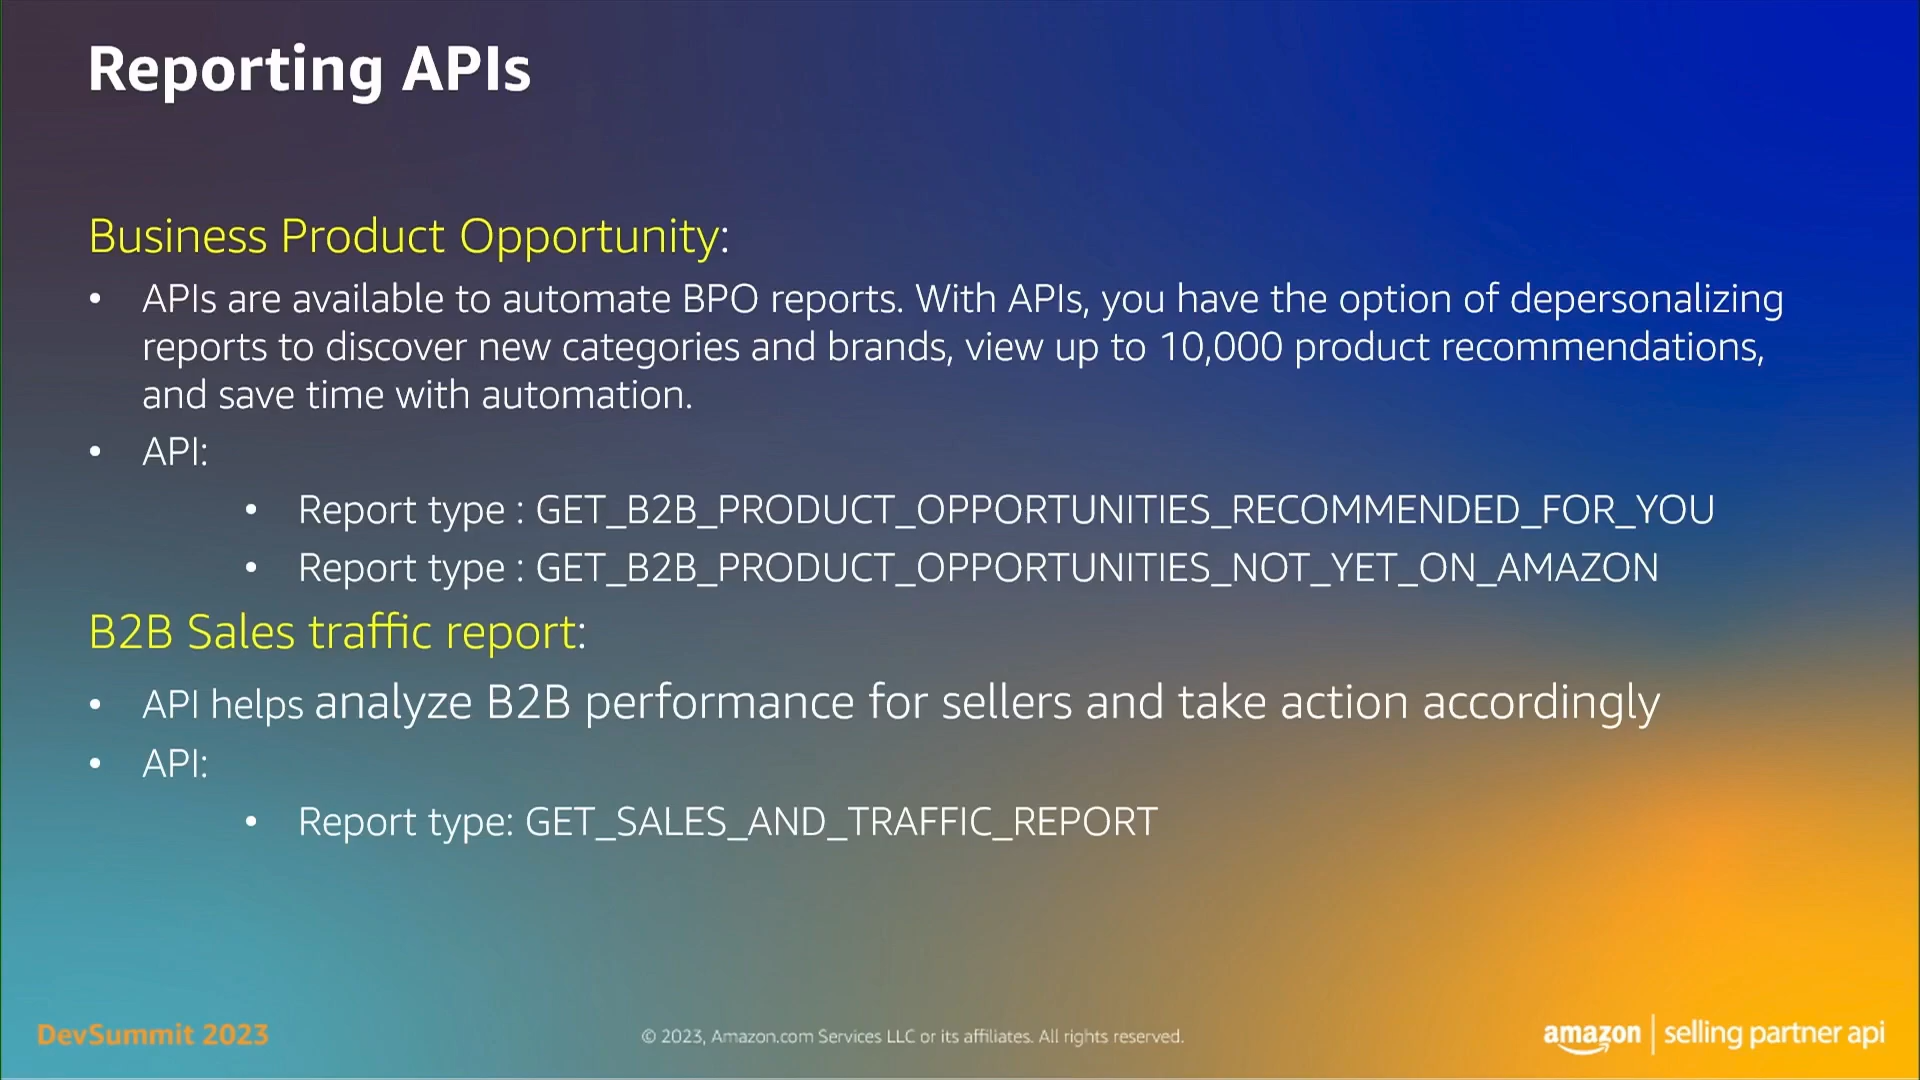 Reporting APIs
Business Product Opportunity:
• APIs are available to automate BPO reports. With APIs, you have the option of depersonalizing
reports to discover new categories and brands, view up to 10,000 product recommendations,
and save time with automation.
• API:
• Report type : GET_B2B_PRODUCT_OPPORTUNITIES_RECOMMENDED_FOR_YOU
• Report type : GET_B2B_PRODUCT_OPPORTUNITIES_NOT_YET_ON_AMAZON
B2B Sales traffic report:
• API helps analyze B2B performance for sellers and take action accordingly
• API:
• Report type: GET_SALES_AND_TRAFFIC_REPORT
DevSummit 2023
© 2023, Amazon.com Services LLC or its affiliates. All rights reserved.
amazon | selling partner api